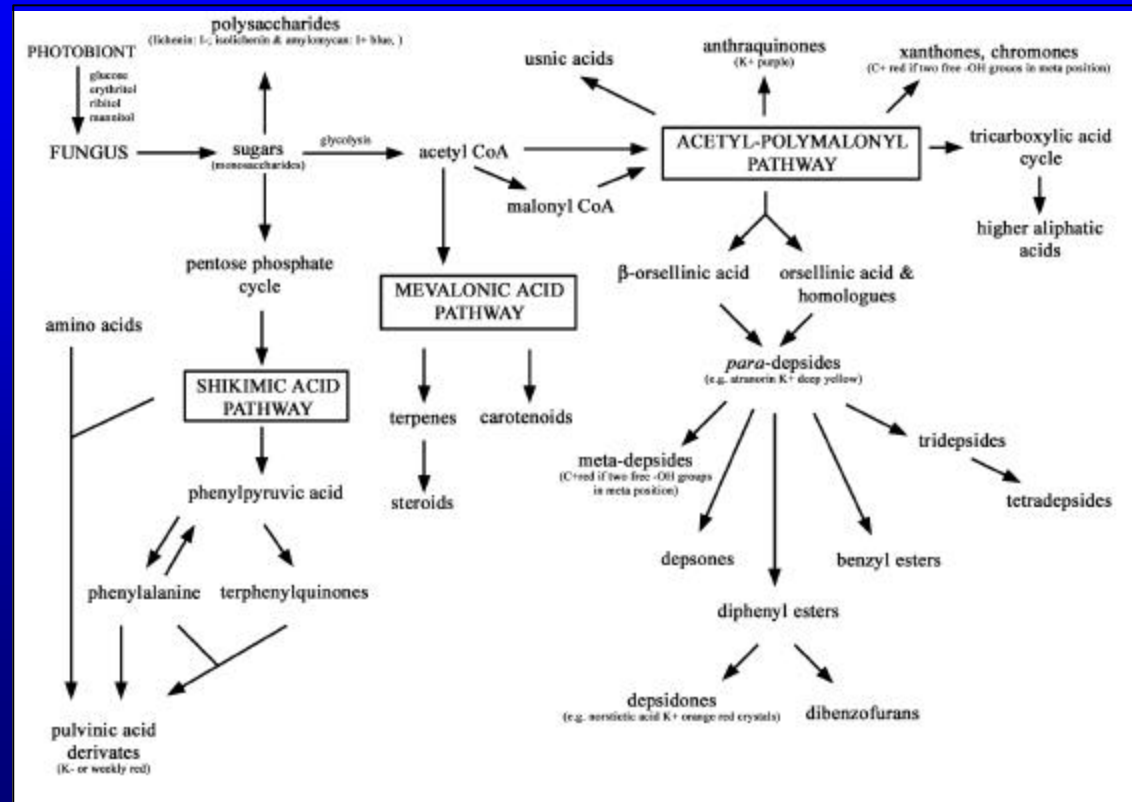 polysaccharides
(lichenin: I-, isolichenin & amylomycan: I+ blue, )
PHOTOBIONT
glucose
erythritol
ribitol
mannitol
FUNGUS
sugars
(monosaccharides)
glycolysis
acetyl CoA
malonyl CoA
usnic acids
anthraquinones
(K+ purple)
xanthones, chromones
(C+ red if two free -OH groups in meta position)
ACETYL-POLYMALONYL
PATHWAY
tricarboxylic acid
cycle
higher aliphatic
acids
pentose phosphate
cycle
MEVALONIC ACID
PATHWAY
β-orsellinic acid
orsellinic acid &
homologues
amino acids
SHIKIMIC ACID
PATHWAY
terpenes
carotenoids
steroids
para-depsides
(e.g. atranorin K+ deep yellow)
meta-depsides
(C+red if two free -OH groups
in meta position)
tridepsides
tetradepsides
phenylpyruvic acid
depsones
benzyl esters
phenylalanine
terphenylquinones
diphenyl esters
depsidones
(e.g. norstictic acid K+ orange red crystals)
dibenzofurans
pulvinic acid
derivates
(K- or weekly red)